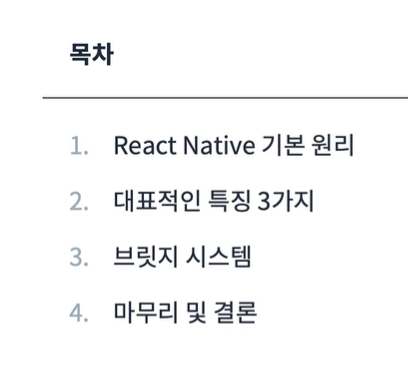 목차
1. React Native 기본 원리
2. 대표적인 특징 3가지
3. 브릿지 시스템
4. 마무리 및 결론